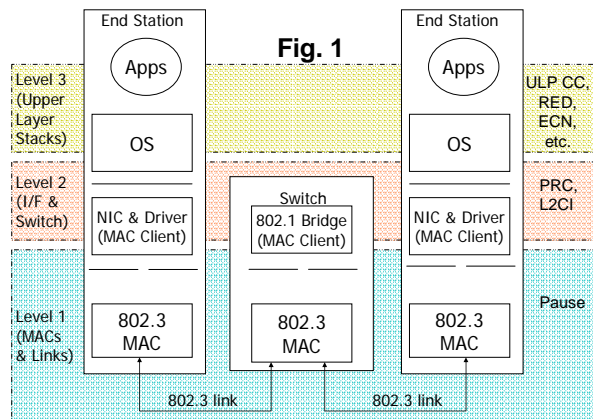 End Station
End Station
Fig. 1
Apps
Apps
Level 3
(Upper
Layer
Stacks)
ULP CC,
RED,
ECN,
etc.
OS
OS
Level 2
(I/F &
Switch)
PRC,
L2CI
Switch
NIC & Driver
(MAC Client)
802.1 Bridge
(MAC Client)
NIC & Driver
(MAC Client)
Level 1
(MACs
& Links)
Pause
802.3
MAC
802.3
MAC
802.3
MAC
802.3 link
802.3 link